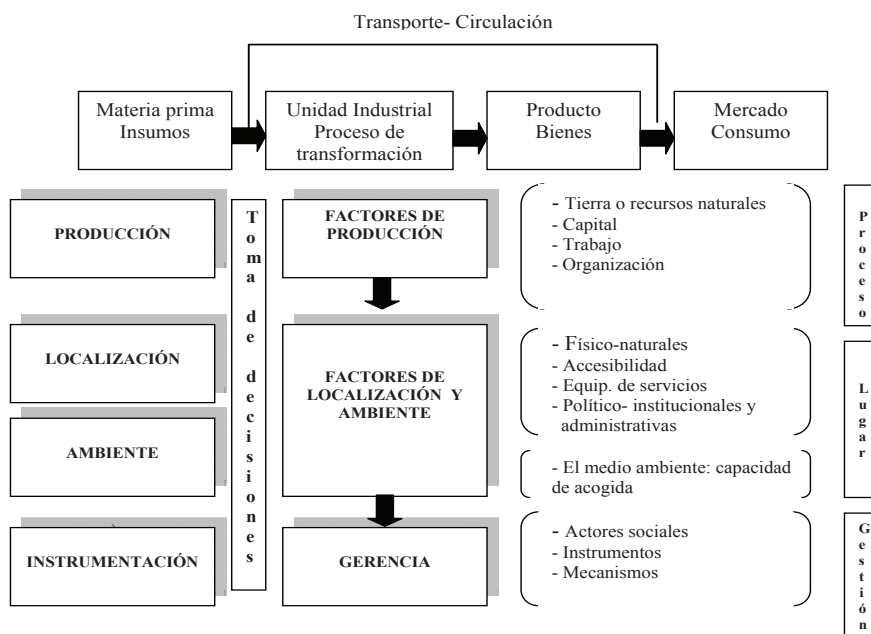 Transporte- Circulación
Materia prima
Insumos
Unidad Industrial
Proceso de
transformación
Producto
Bienes
Mercado
Consumo
PRODUCCIÓN
LOCALIZACIÓN
AMBIENTE
INSTRUMENTACIÓN
Toma de decisiones
FACTORES DE
PRODUCCIÓN
FACTORES DE
LOCALIZACIÓN Y
AMBIENTE
GERENCIA
- Tierra o recursos naturales
- Capital
- Trabajo
- Organización
- Físico-naturales
- Accesibilidad
- Equip. de servicios
- Político- institucionales y
administrativas
- El medio ambiente: capacidad
de acogida
- Actores sociales
- Instrumentos
- Mecanismos
Proceso
Lugar
Gestión